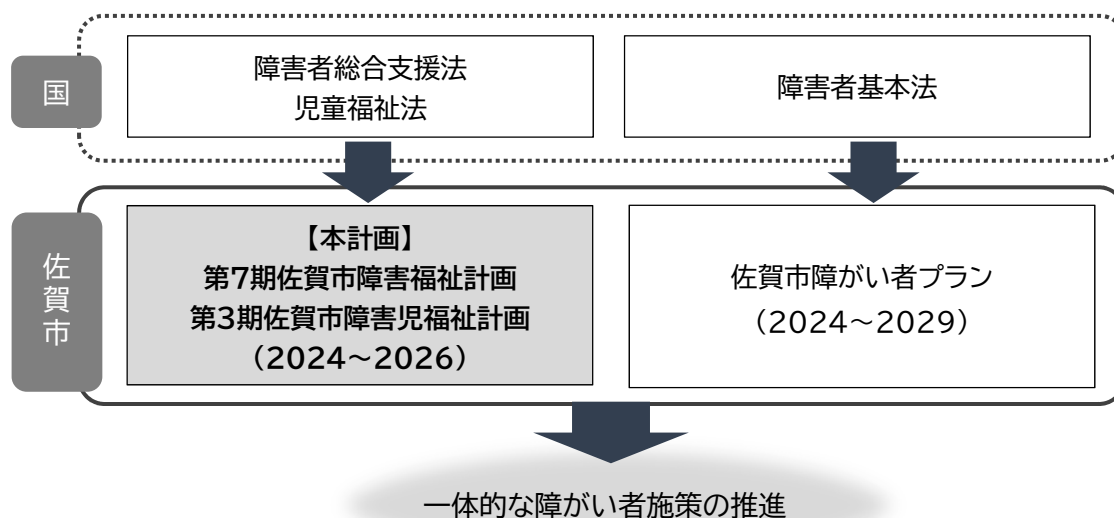 国
障害者総合支援法
児童福祉法
障害者基本法
佐賀市
【本計画】
第7期佐賀市障害福祉計画
第3期佐賀市障害児福祉計画
（2024～2026）
佐賀市障がい者プラン
（2024～2029）
一体的な障がい者施策の推進